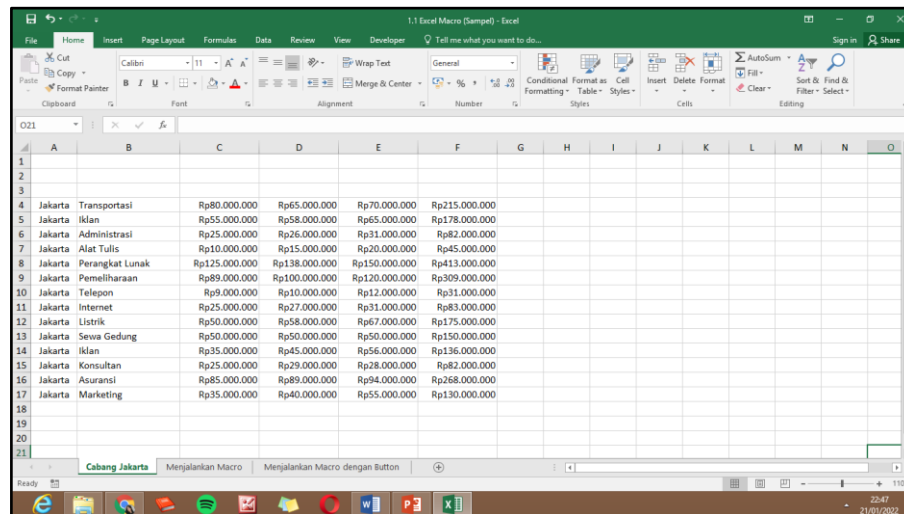 1.1 Excel Macro (Sampel) - Excel
File Home Insert Page Layout Formulas Data Review View Developer Tell me what you want to do... Sign in Share
Cut
Copy
Format Painter
Paste
Clipboard
Calibri 11
B I U
Font
Wrap Text
Merge & Center
Alignment
General
%
Number
Conditional Formatting
Format as Table
Cell Styles
Styles
Insert Delete Format
Cells
AutoSum
Fill
Clear
Sort & Filter
Find & Select
Editing
O21 fx
A B C D E F G H I J K L M N O
1
2
3
4 Jakarta Transportasi Rp80.000.000 Rp65.000.000 Rp70.000.000 Rp215.000.000
5 Jakarta Iklan Rp55.000.000 Rp58.000.000 Rp65.000.000 Rp178.000.000
6 Jakarta Administrasi Rp25.000.000 Rp26.000.000 Rp31.000.000 Rp82.000.000
7 Jakarta Alat Tulis Rp10.000.000 Rp15.000.000 Rp20.000.000 Rp45.000.000
8 Jakarta Perangkat Lunak Rp125.000.000 Rp138.000.000 Rp150.000.000 Rp413.000.000
9 Jakarta Pemeliharaan Rp89.000.000 Rp100.000.000 Rp120.000.000 Rp309.000.000
10 Jakarta Telepon Rp9.000.000 Rp10.000.000 Rp12.000.000 Rp31.000.000
11 Jakarta Internet Rp25.000.000 Rp27.000.000 Rp31.000.000 Rp83.000.000
12 Jakarta Listrik Rp50.000.000 Rp58.000.000 Rp67.000.000 Rp175.000.000
13 Jakarta Sewa Gedung Rp50.000.000 Rp50.000.000 Rp50.000.000 Rp150.000.000
14 Jakarta Iklan Rp35.000.000 Rp45.000.000 Rp56.000.000 Rp136.000.000
15 Jakarta Konsultan Rp25.000.000 Rp29.000.000 Rp28.000.000 Rp82.000.000
16 Jakarta Asuransi Rp85.000.000 Rp89.000.000 Rp94.000.000 Rp268.000.000
17 Jakarta Marketing Rp35.000.000 Rp40.000.000 Rp55.000.000 Rp130.000.000
18
19
20
21
Cabang Jakarta Menjalankan Macro Menjalankan Macro dengan Button
Ready 110
22:47
21/01/2022